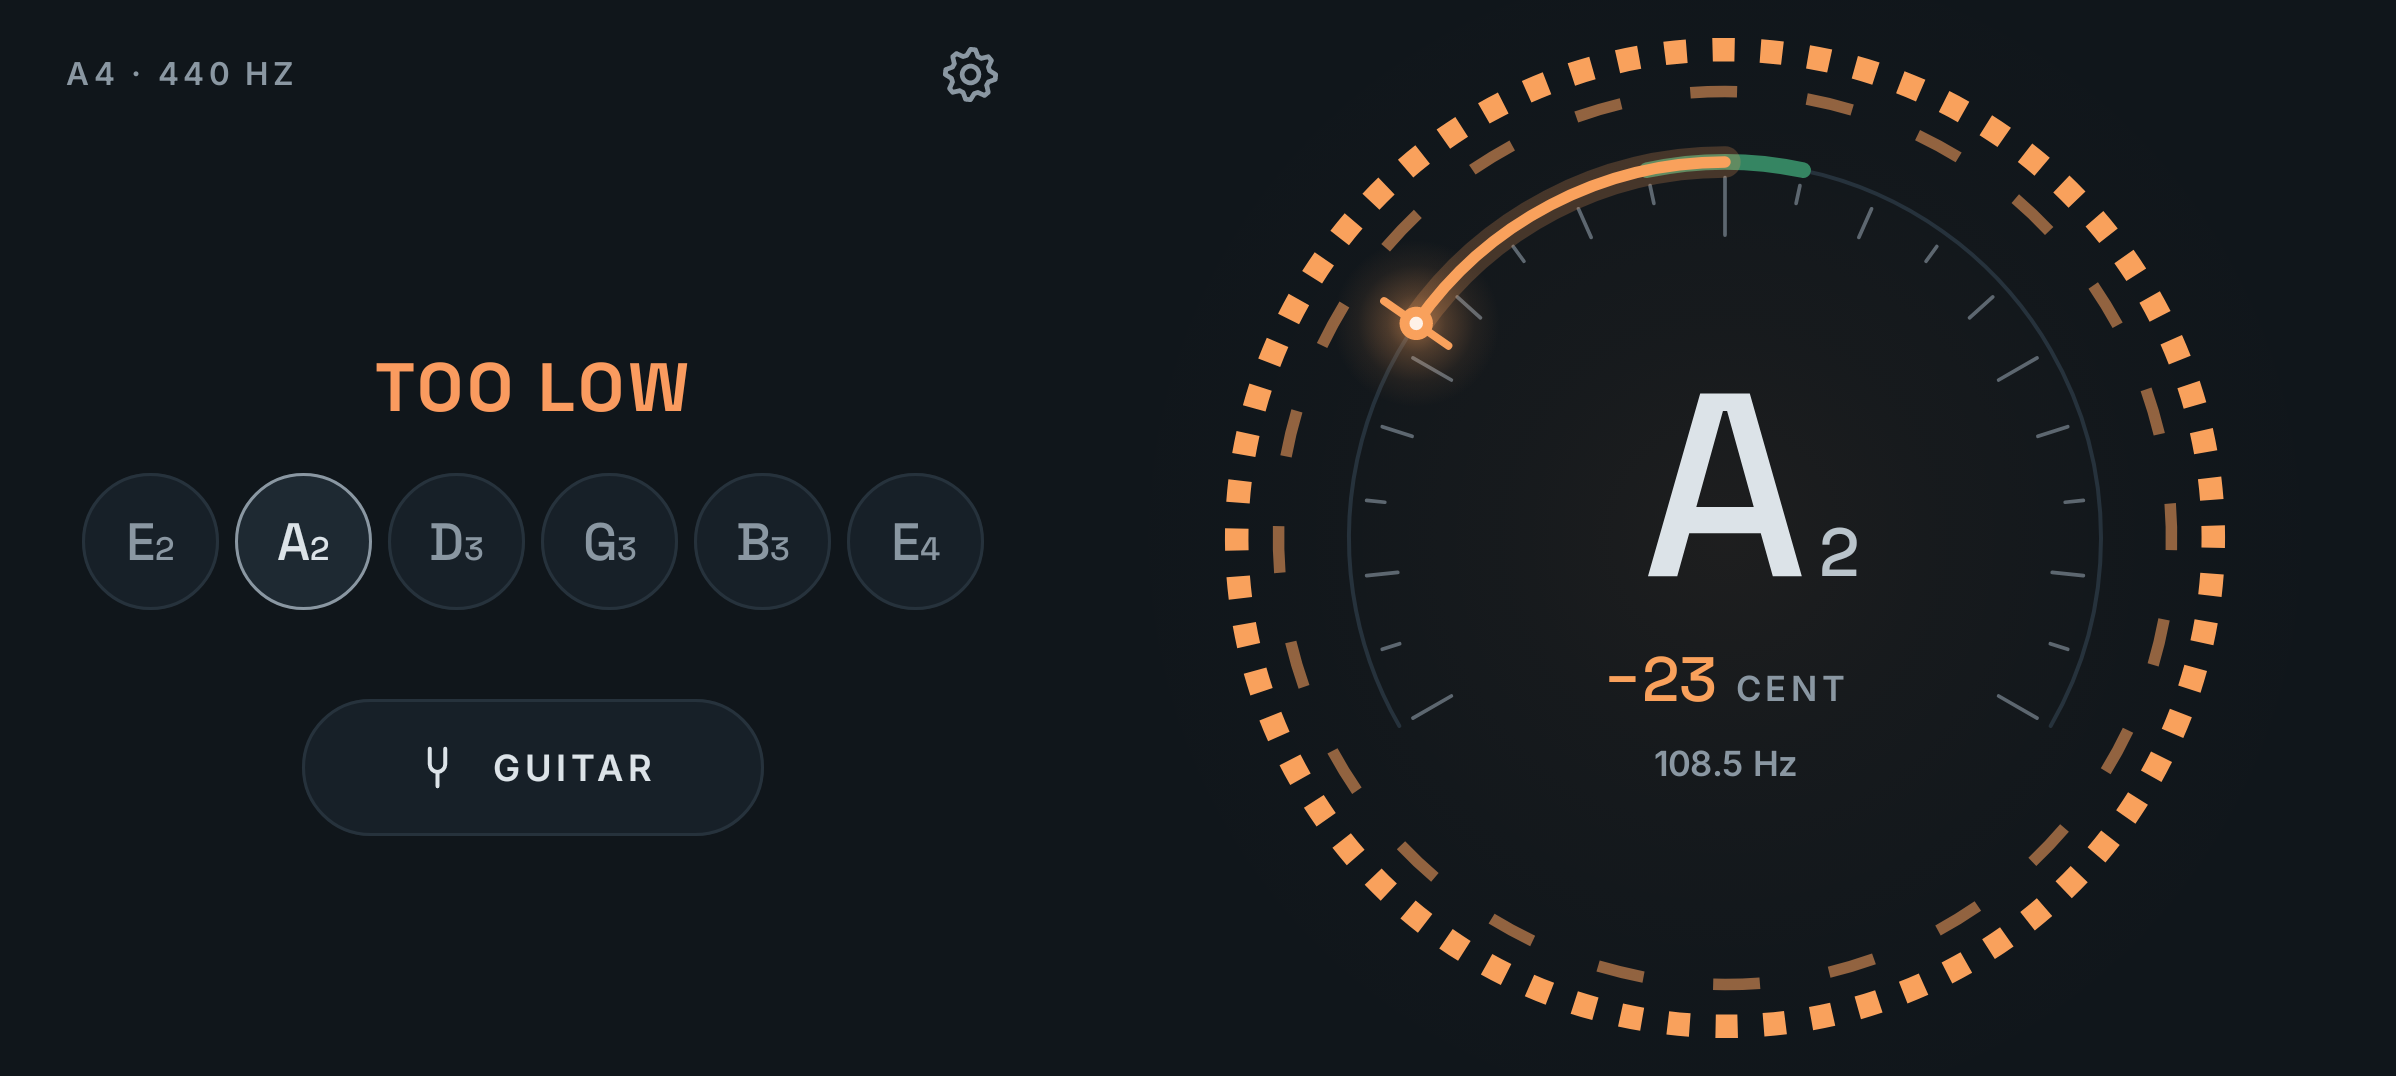 A4 · 440 HZ
TOO LOW
E2 A2 D3 G3 B3 E4
GUITAR
A2
-23 CENT
108.5 Hz